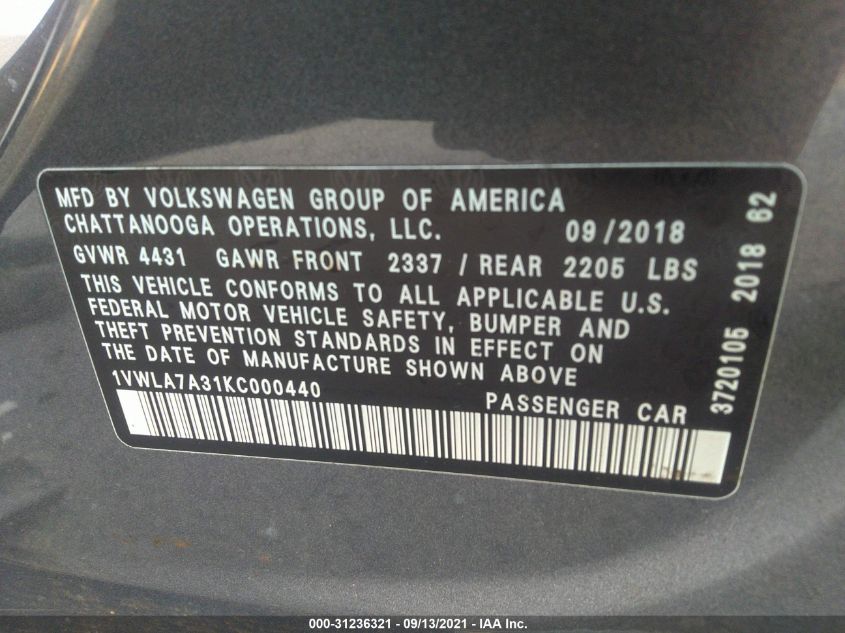 MFD BY VOLKSWAGEN GROUP OF AMERICA
CHATTANOOGA OPERATIONS, LLC. 09/2018
GVWR 4431 GAWR FRONT 2337 / REAR 2205 LBS
THIS VEHICLE CONFORMS TO ALL APPLICABLE U.S.
FEDERAL MOTOR VEHICLE SAFETY, BUMPER AND
THEFT PREVENTION STANDARDS IN EFFECT ON
THE DATE OF MANUFACTURE SHOWN ABOVE
1VWLA7A31KC000440 PASSENGER CAR
3720105 2018 62
000-31236321 - 09/13/2021 - IAA Inc.